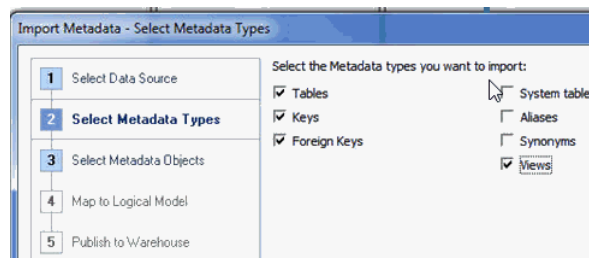 Import Metadata - Select Metadata Types
1 Select Data Source
2 Select Metadata Types
3 Select Metadata Objects
4 Map to Logical Model
5 Publish to Warehouse
Select the Metadata types you want to import:
Tables
Keys
Foreign Keys
System table
Aliases
Synonyms
Views